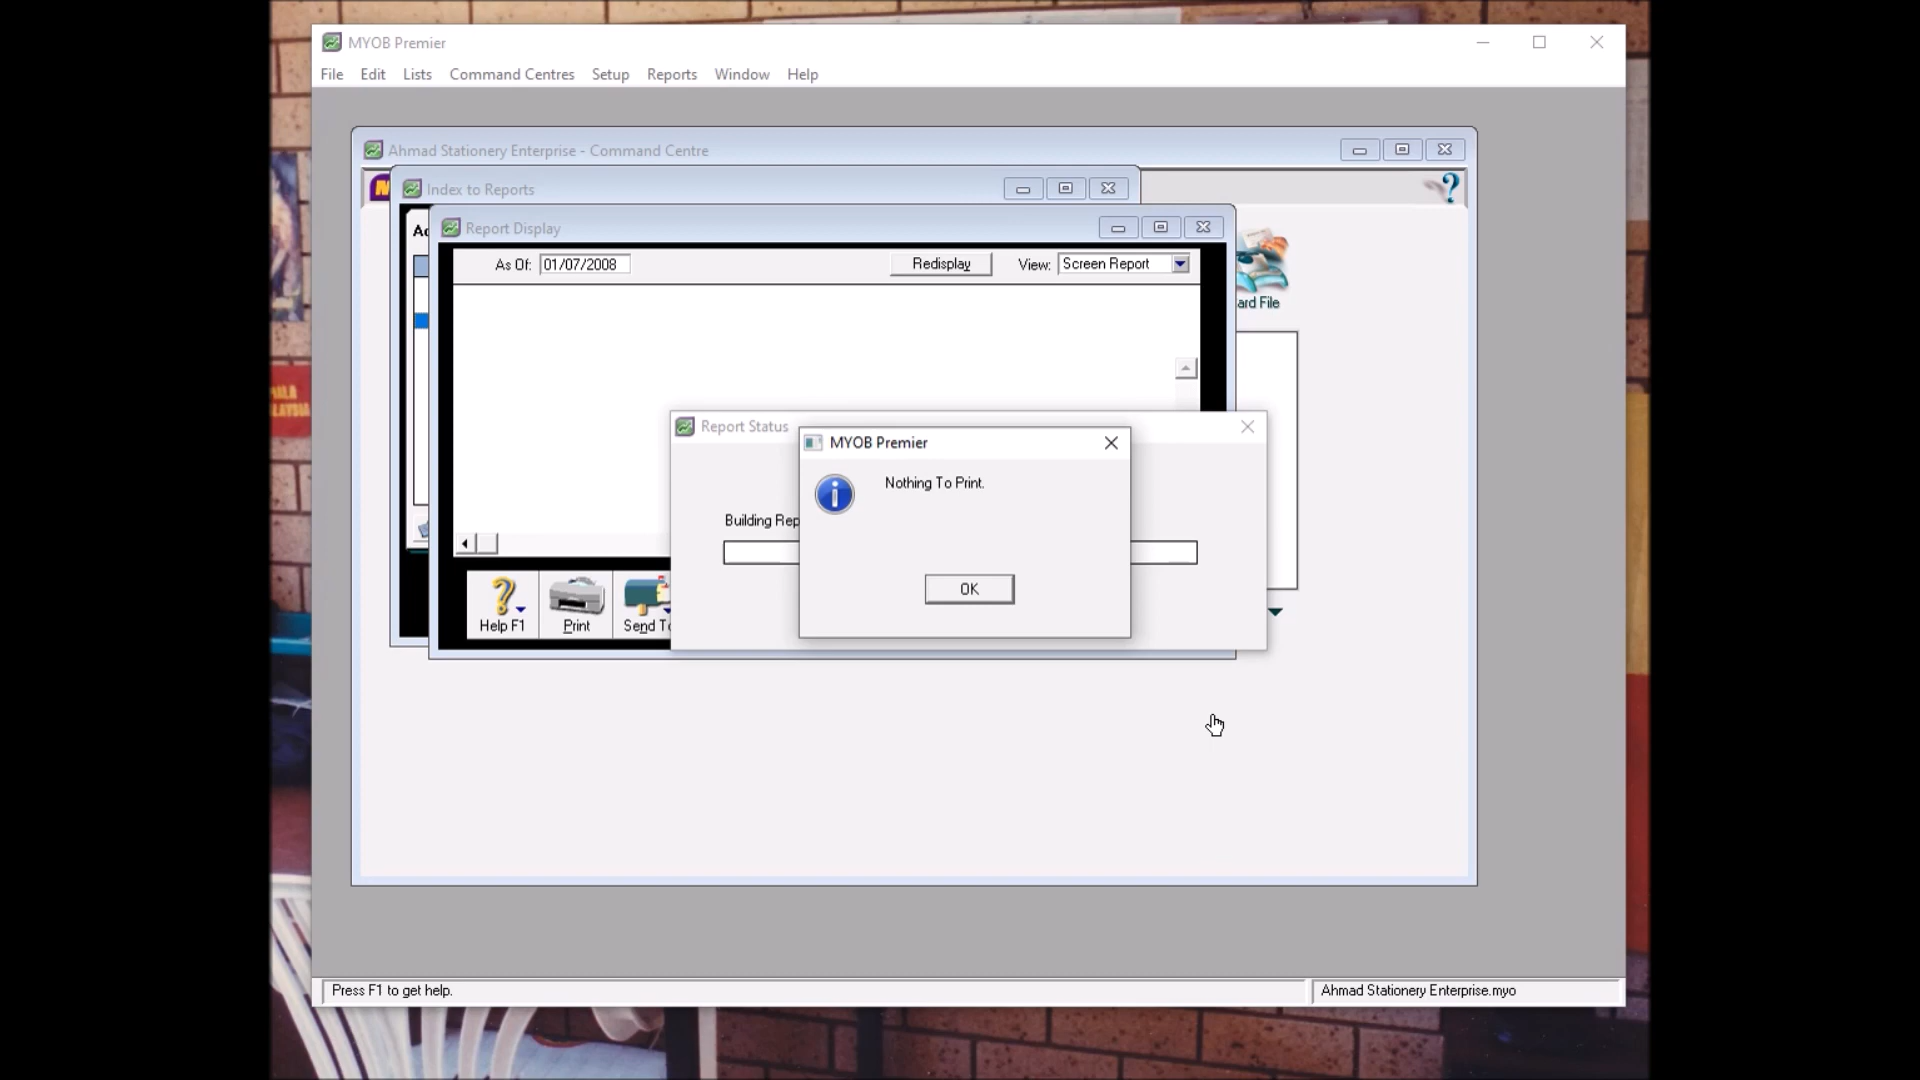 MYOB Premier
File Edit Lists Command Centres Setup Reports Window Help
Ahmad Stationery Enterprise - Command Centre
Index to Reports
Report Display
As Of: 01/07/2008 Redisplay View: Screen Report
ard File
Report Status
MYOB Premier
Nothing To Print.
Building Rep
OK
Help F1 Print Send To
Press F1 to get help. Ahmad Stationery Enterprise.myo